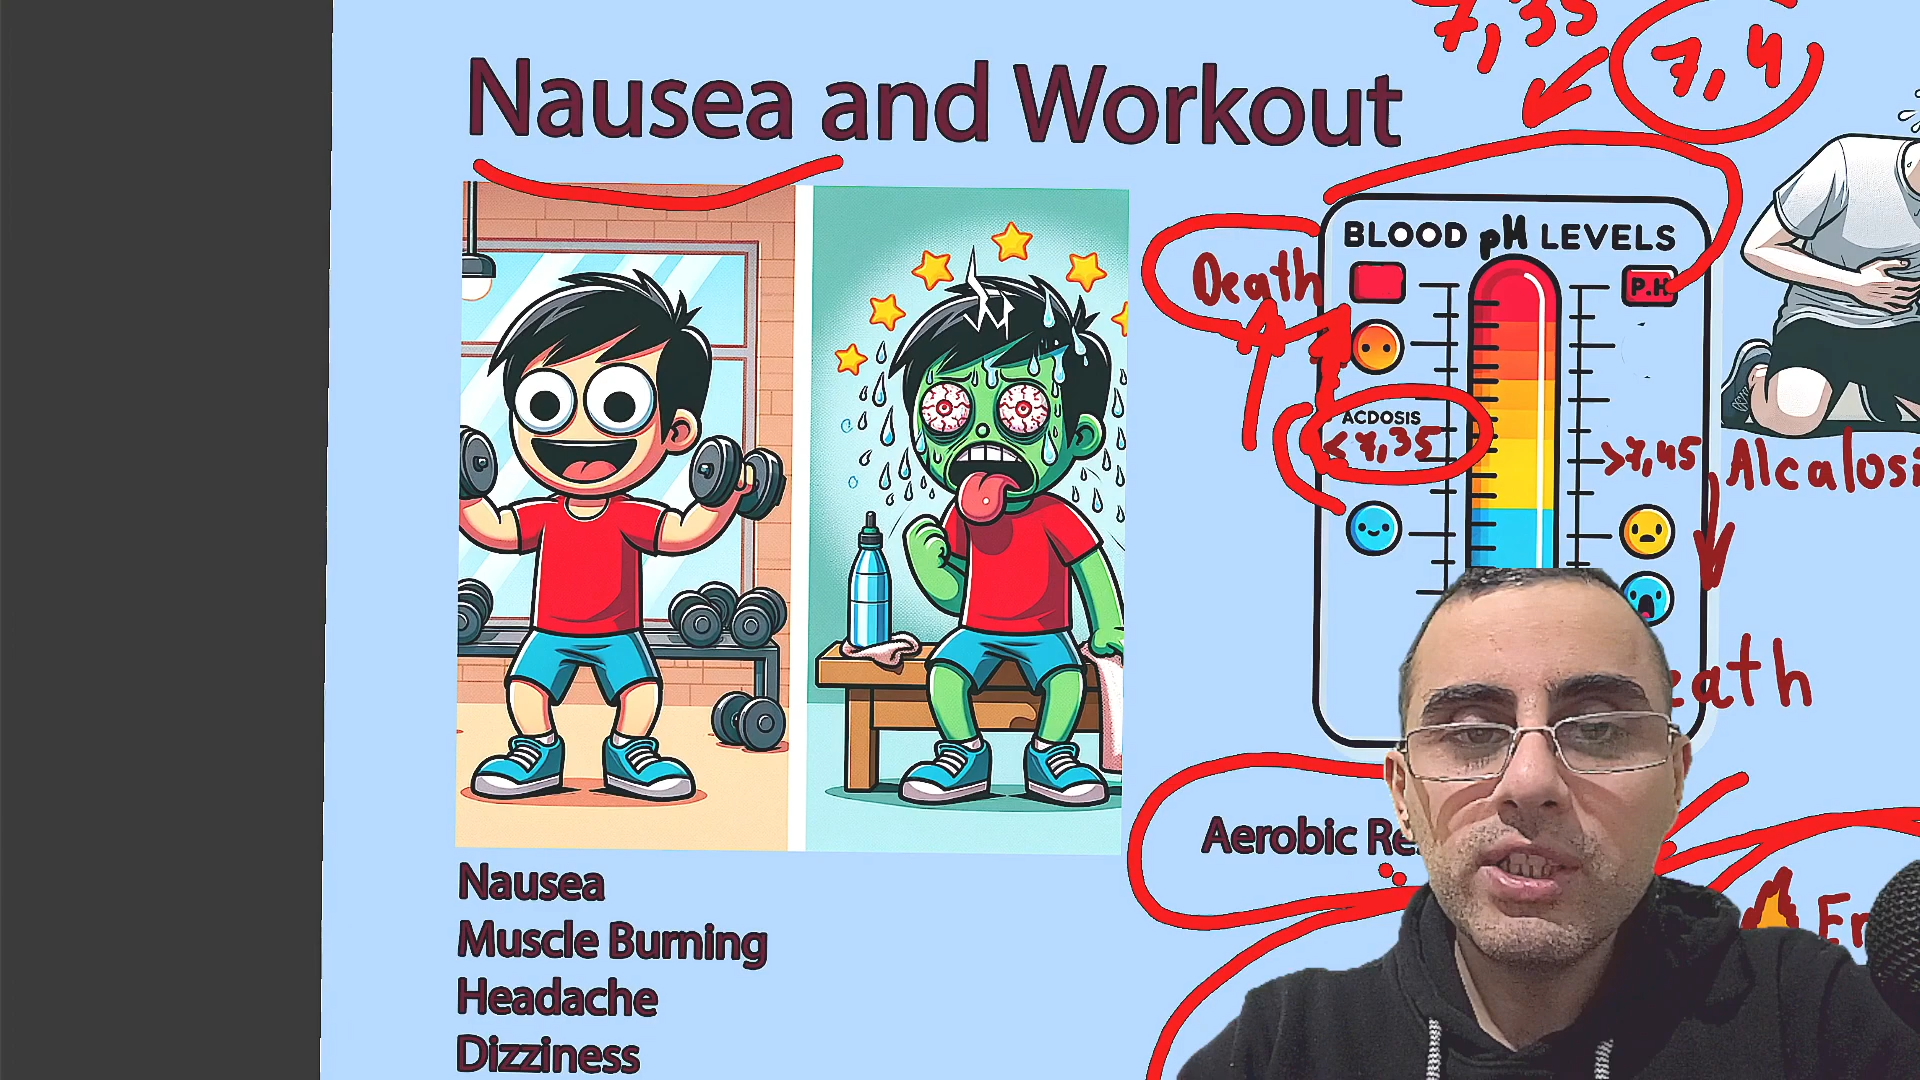 7,35
7,4
Nausea and Workout
BLOOD pH LEVELS
Death
P.H
ACDOSIS
<7,35
>7,45
Alcalosi
eath
Aerobic Re
Nausea
Muscle Burning
Headache
Dizziness
En